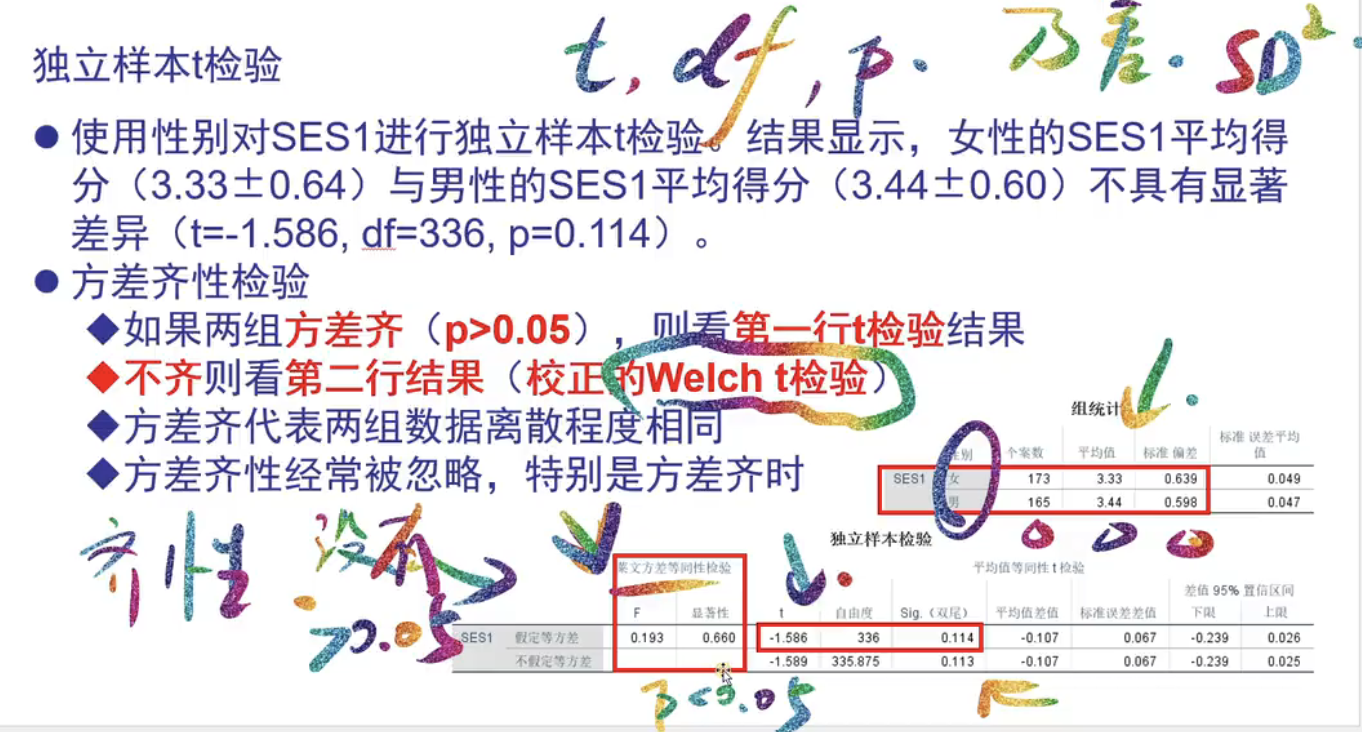 t, df, p. 方差. SD²
独立样本t检验
● 使用性别对SES1进行独立样本t检验。结果显示，女性的SES1平均得
分（3.33±0.64）与男性的SES1平均得分（3.44±0.60）不具有显著
差异（t=-1.586, df=336, p=0.114）。
● 方差齐性检验
◆如果两组方差齐（p>0.05），则看第一行t检验结果
◆不齐则看第二行结果（校正的Welch t检验）
◆方差齐代表两组数据离散程度相同
◆方差齐性经常被忽略，特别是方差齐时
组统计
性别 个案数 平均值 标准 偏差 标准 误差平均值
SES1 女 173 3.33 0.639 0.049
男 165 3.44 0.598 0.047
齐性 没有
>0.05
独立样本检验
莱文方差等同性检验 平均值等同性 t 检验
差值 95% 置信区间
F 显著性 t 自由度 Sig.（双尾） 平均值差值 标准误差差值 下限 上限
SES1 假定等方差 0.193 0.660 -1.586 336 0.114 -0.107 0.067 -0.239 0.026
不假定等方差 -1.589 335.875 0.113 -0.107 0.067 -0.239 0.025
p<0.05